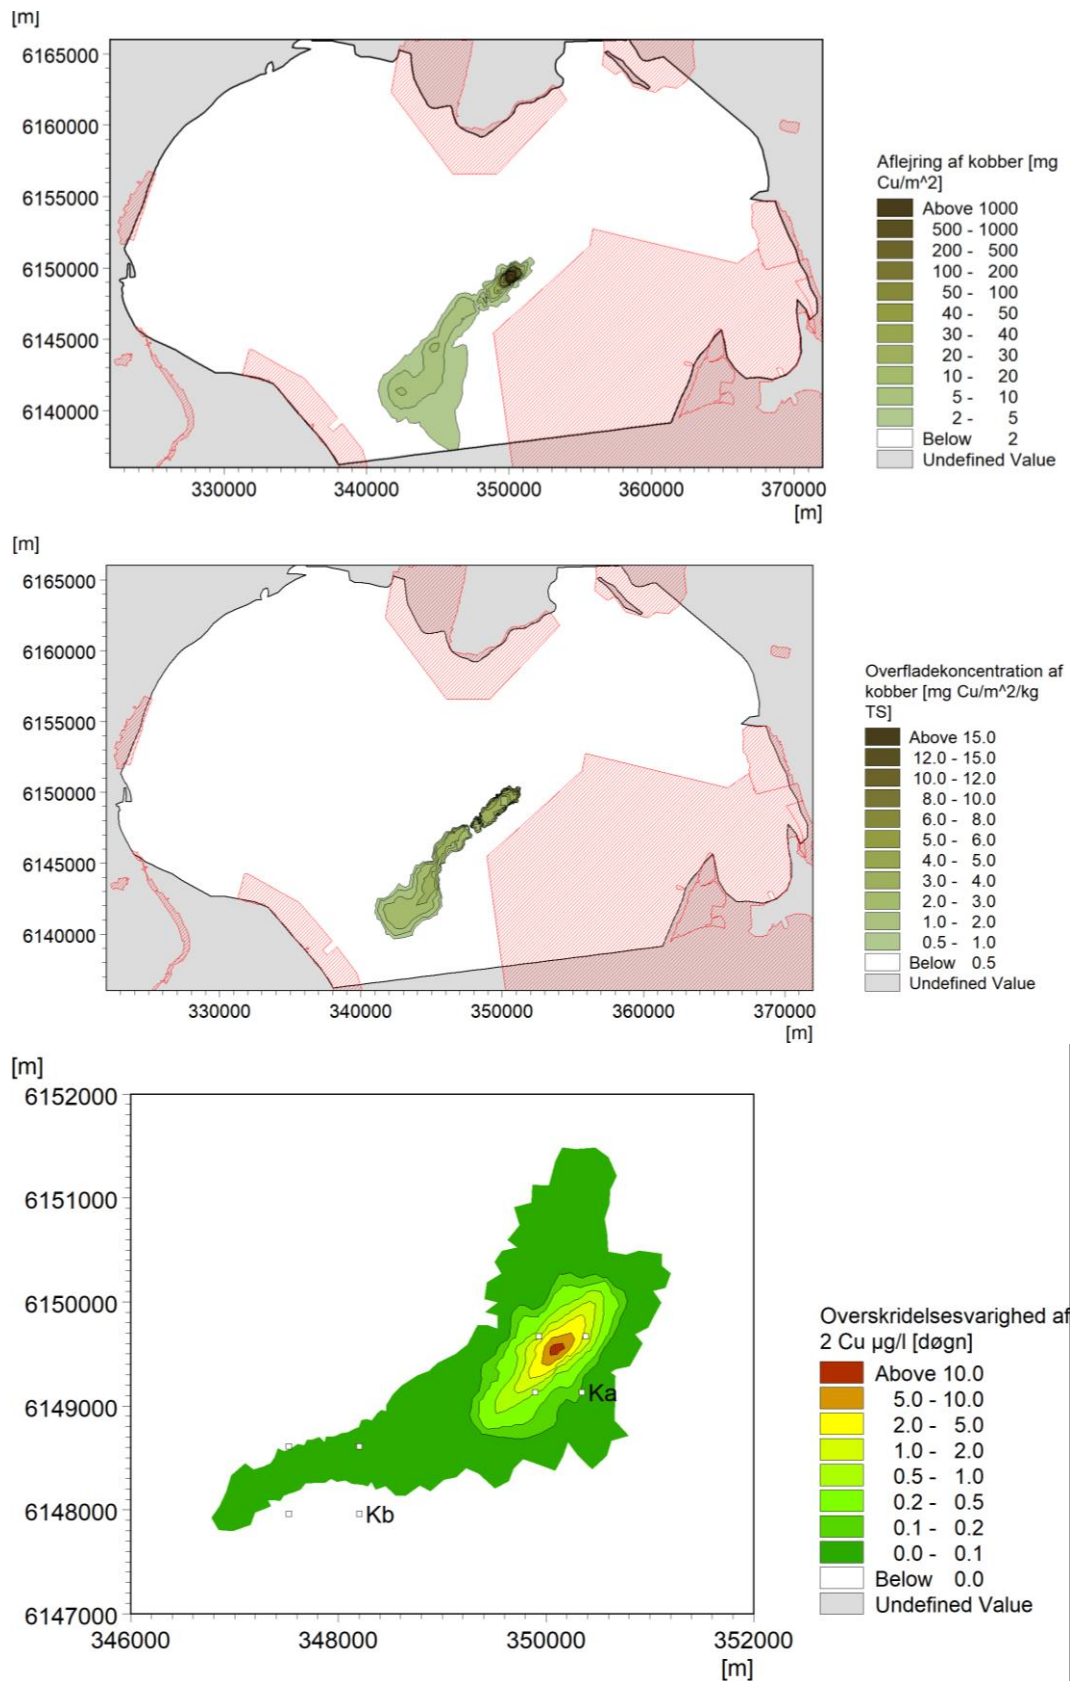 [m]
6165000
6160000
6155000
6150000
6145000
6140000
330000 340000 350000 360000 370000
[m]
Aflejring af kobber [mg
Cu/m^2]
Above 1000
500 - 1000
200 - 500
100 - 200
50 - 100
40 - 50
30 - 40
20 - 30
10 - 20
5 - 10
2 - 5
Below 2
Undefined Value
[m]
6165000
6160000
6155000
6150000
6145000
6140000
330000 340000 350000 360000 370000
[m]
Overfladekoncentration af
kobber [mg Cu/m^2/kg
TS]
Above 15.0
12.0 - 15.0
10.0 - 12.0
8.0 - 10.0
6.0 - 8.0
5.0 - 6.0
4.0 - 5.0
3.0 - 4.0
2.0 - 3.0
1.0 - 2.0
0.5 - 1.0
Below 0.5
Undefined Value
[m]
6152000
6151000
6150000
6149000
6148000
6147000
Ka
Kb
346000 348000 350000 352000
[m]
Overskridelsesvarighed af
2 Cu µg/l [døgn]
Above 10.0
5.0 - 10.0
2.0 - 5.0
1.0 - 2.0
0.5 - 1.0
0.2 - 0.5
0.1 - 0.2
0.0 - 0.1
Below 0.0
Undefined Value